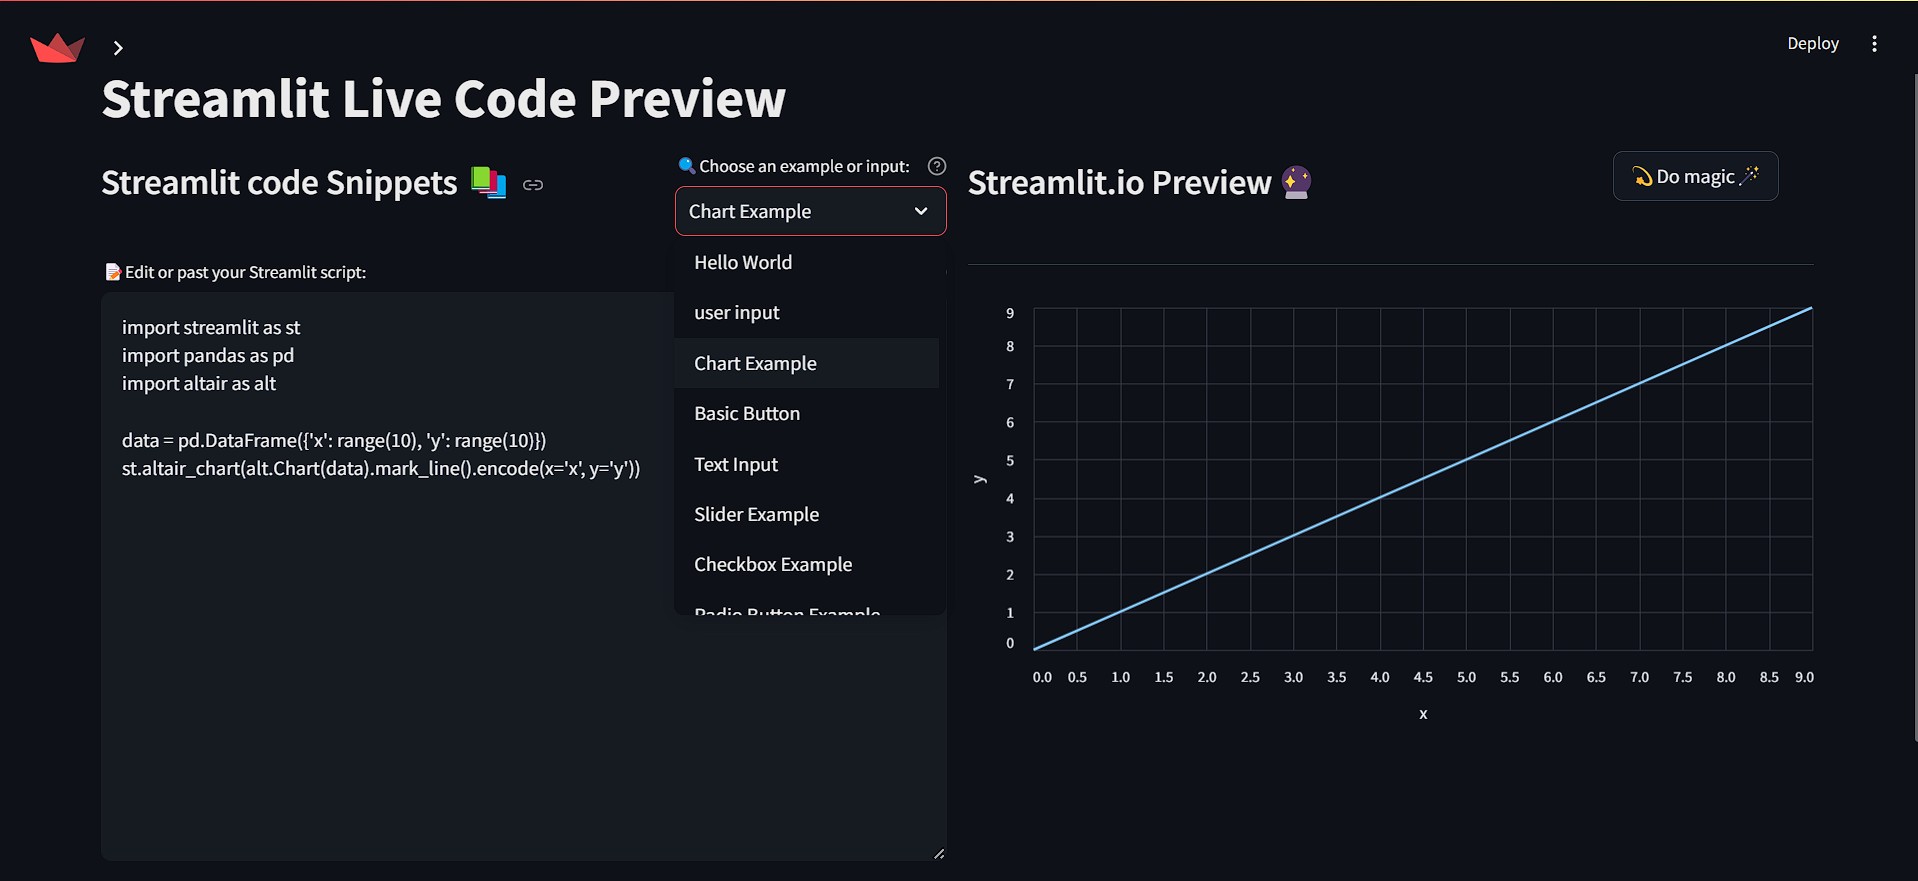 Deploy
Streamlit Live Code Preview
Streamlit code Snippets
Choose an example or input:
Chart Example
Hello World
user input
Chart Example
Basic Button
Text Input
Slider Example
Checkbox Example
Radio Button Example
Edit or past your Streamlit script:
import streamlit as st
import pandas as pd
import altair as alt
data = pd.DataFrame({'x': range(10), 'y': range(10)})
st.altair_chart(alt.Chart(data).mark_line().encode(x='x', y='y'))
Streamlit.io Preview
Do magic
9
8
7
6
5
y
4
3
2
1
0
0.0 0.5 1.0 1.5 2.0 2.5 3.0 3.5 4.0 4.5 5.0 5.5 6.0 6.5 7.0 7.5 8.0 8.5 9.0
x